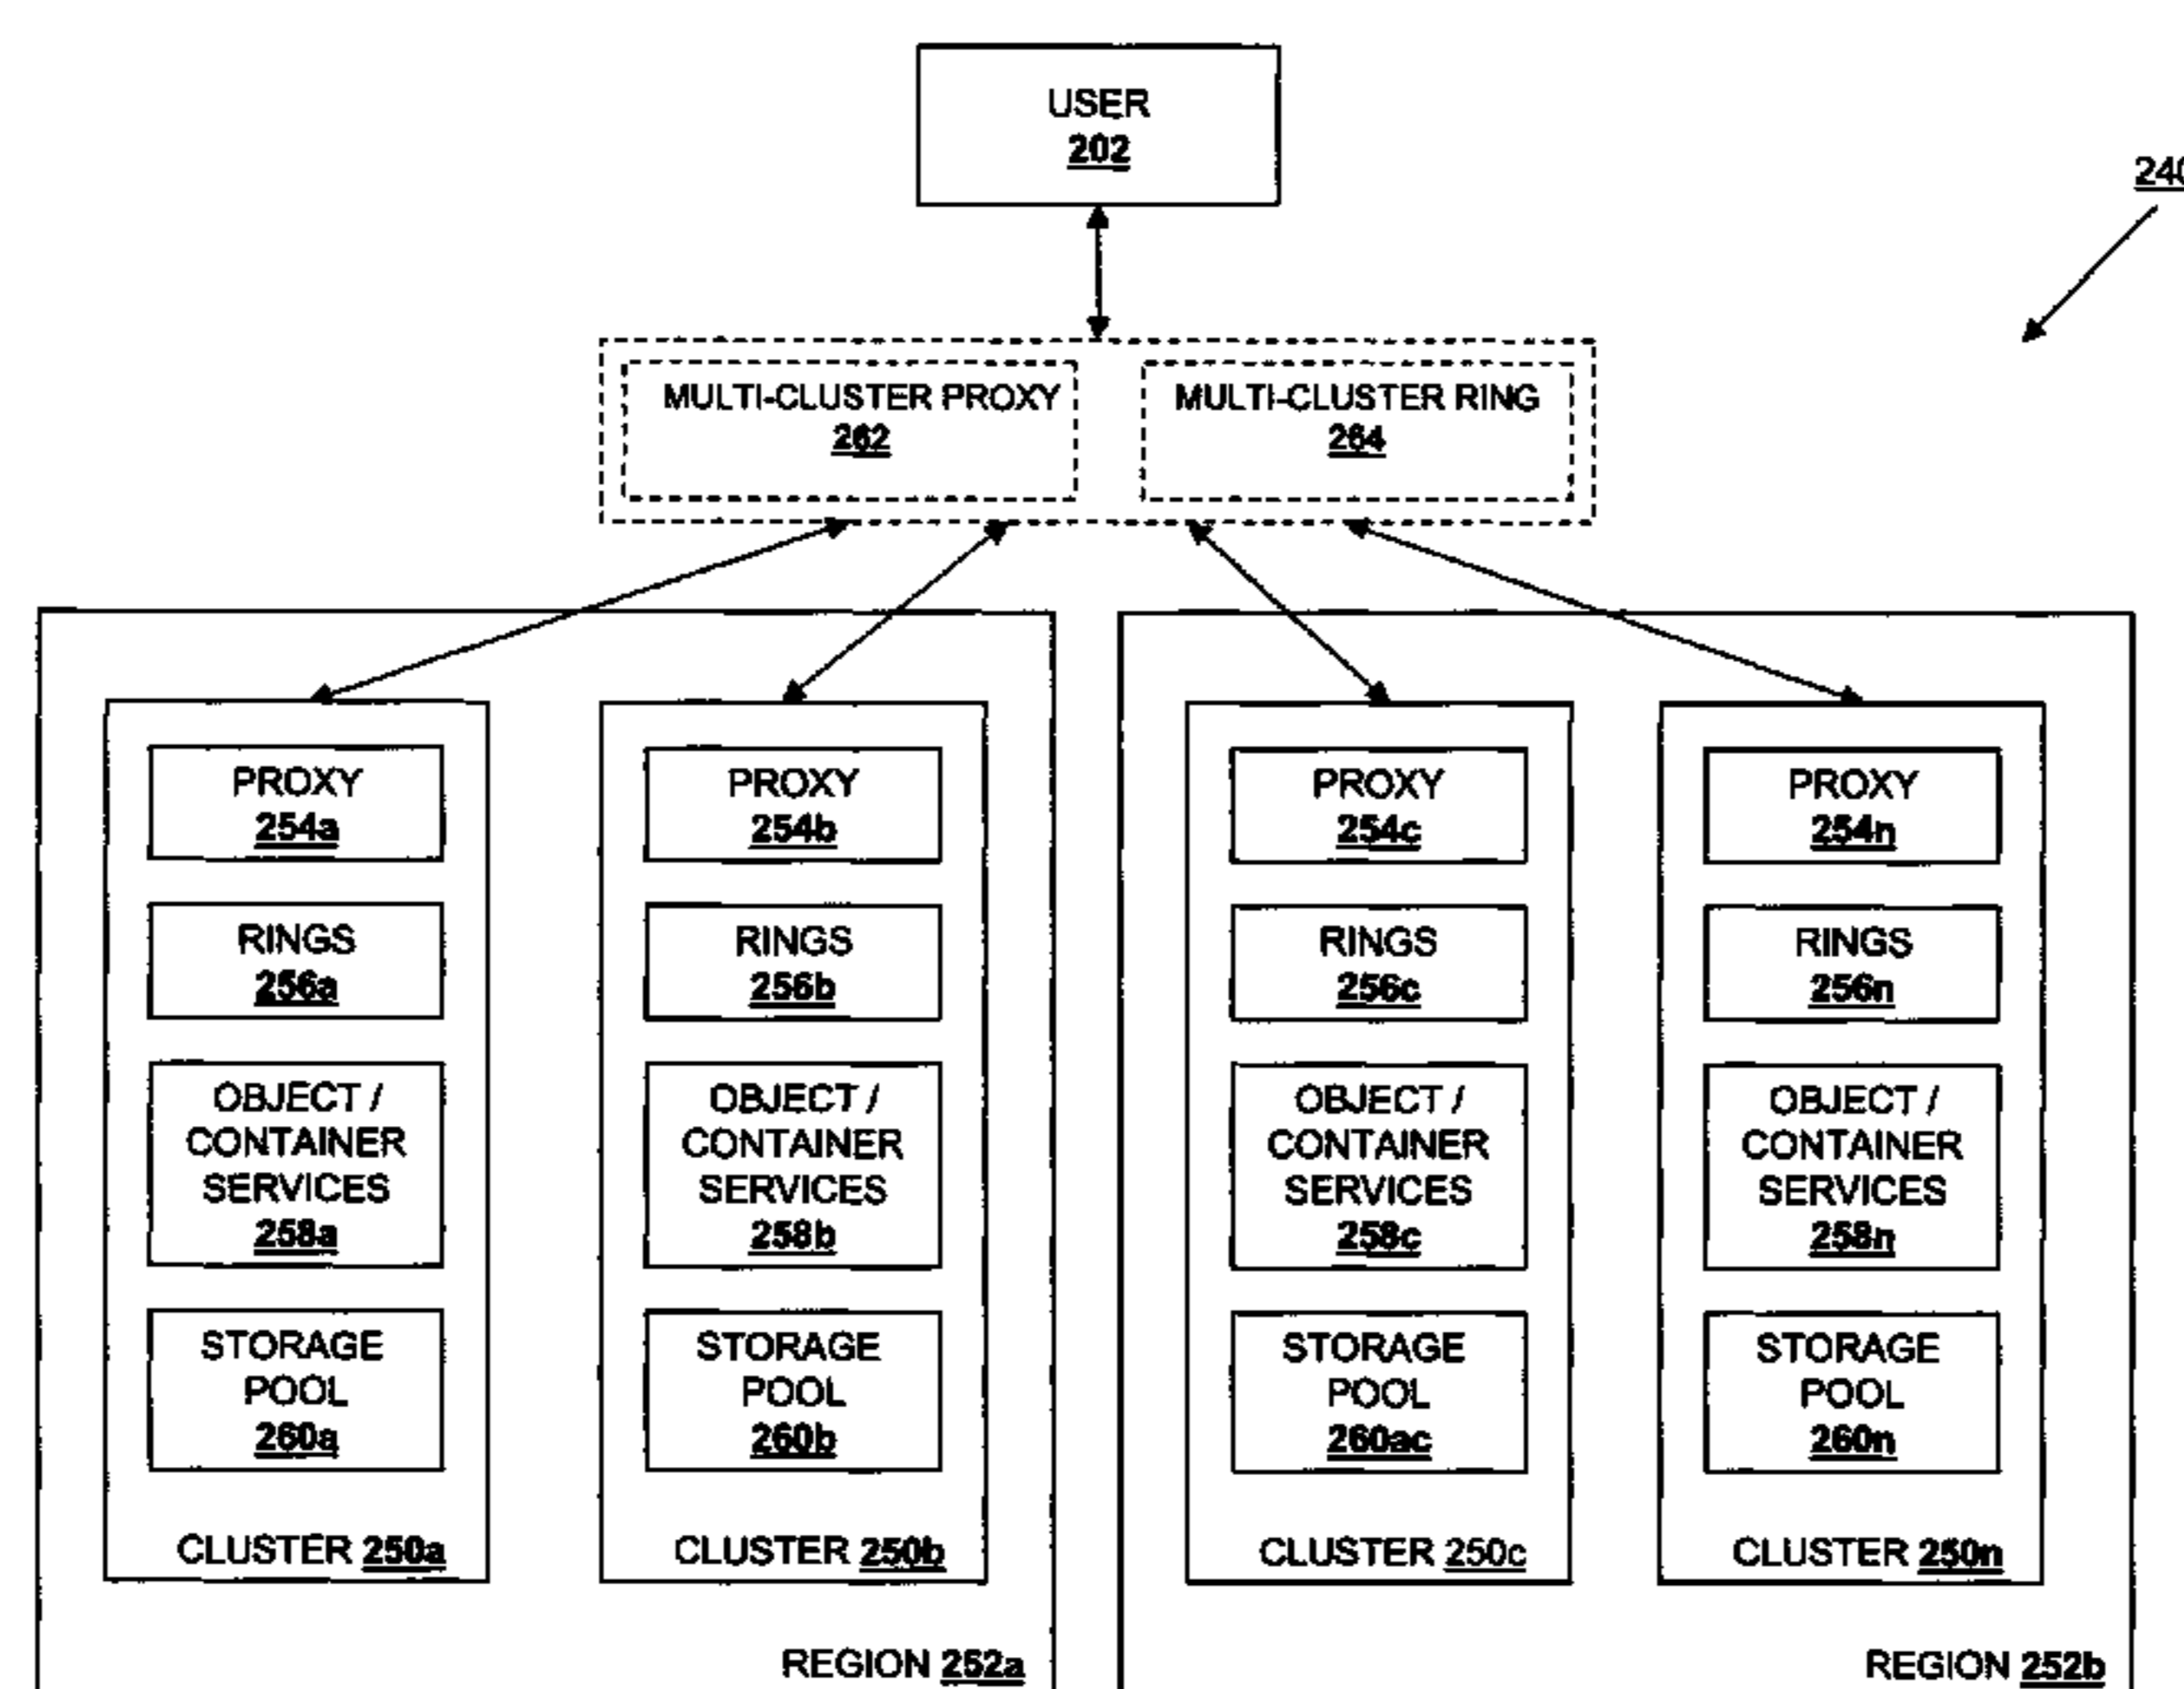 USER
202
240
MULTI-CLUSTER PROXY
262
MULTI-CLUSTER RING
264
PROXY
254a
RINGS
256a
OBJECT /
CONTAINER
SERVICES
258a
STORAGE
POOL
260a
CLUSTER 250a
PROXY
254b
RINGS
256b
OBJECT /
CONTAINER
SERVICES
258b
STORAGE
POOL
260b
CLUSTER 250b
REGION 252a
PROXY
254c
RINGS
256c
OBJECT /
CONTAINER
SERVICES
258c
STORAGE
POOL
260ac
CLUSTER 250c
PROXY
254n
RINGS
256n
OBJECT /
CONTAINER
SERVICES
258n
STORAGE
POOL
260n
CLUSTER 250n
REGION 252b